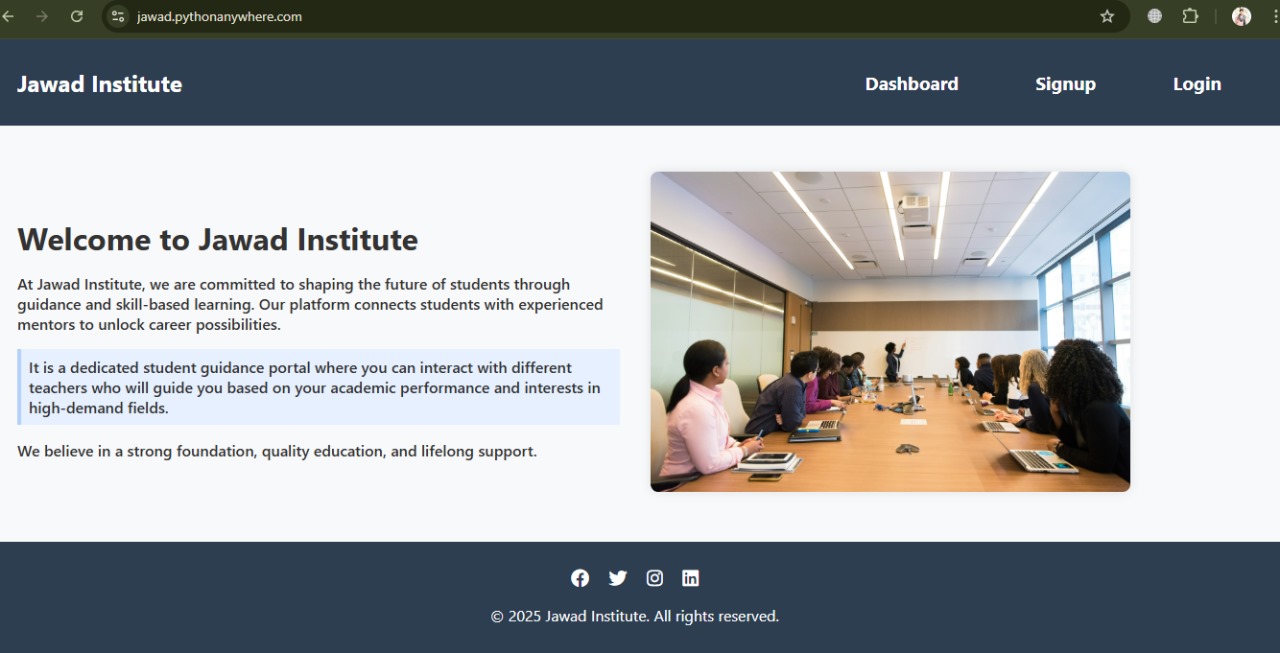 jawad.pythonanywhere.com
Jawad Institute
Dashboard
Signup
Login
Welcome to Jawad Institute
At Jawad Institute, we are committed to shaping the future of students through
guidance and skill-based learning. Our platform connects students with experienced
mentors to unlock career possibilities.
It is a dedicated student guidance portal where you can interact with different
teachers who will guide you based on your academic performance and interests in
high-demand fields.
We believe in a strong foundation, quality education, and lifelong support.
© 2025 Jawad Institute. All rights reserved.